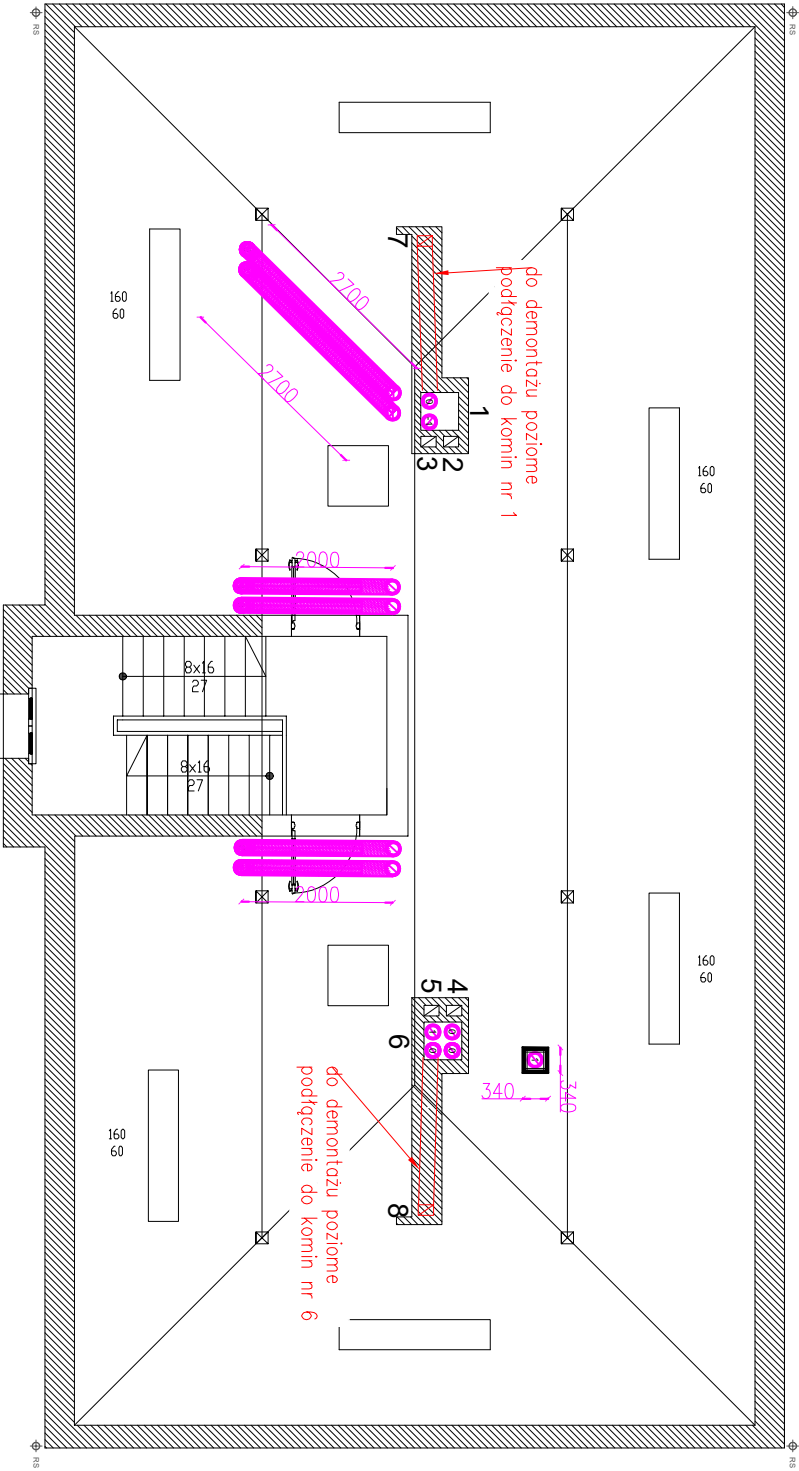 RS
RS
160
60
2700
2700
7
do demontażu poziome
podłączenie do komin nr 1
1
2
3
160
60
2000
8x16
27
8x16
27
2000
4
5
6
160
60
340
340
do demontażu poziome
podłączenie do komin nr 6
8
160
60
RS
RS